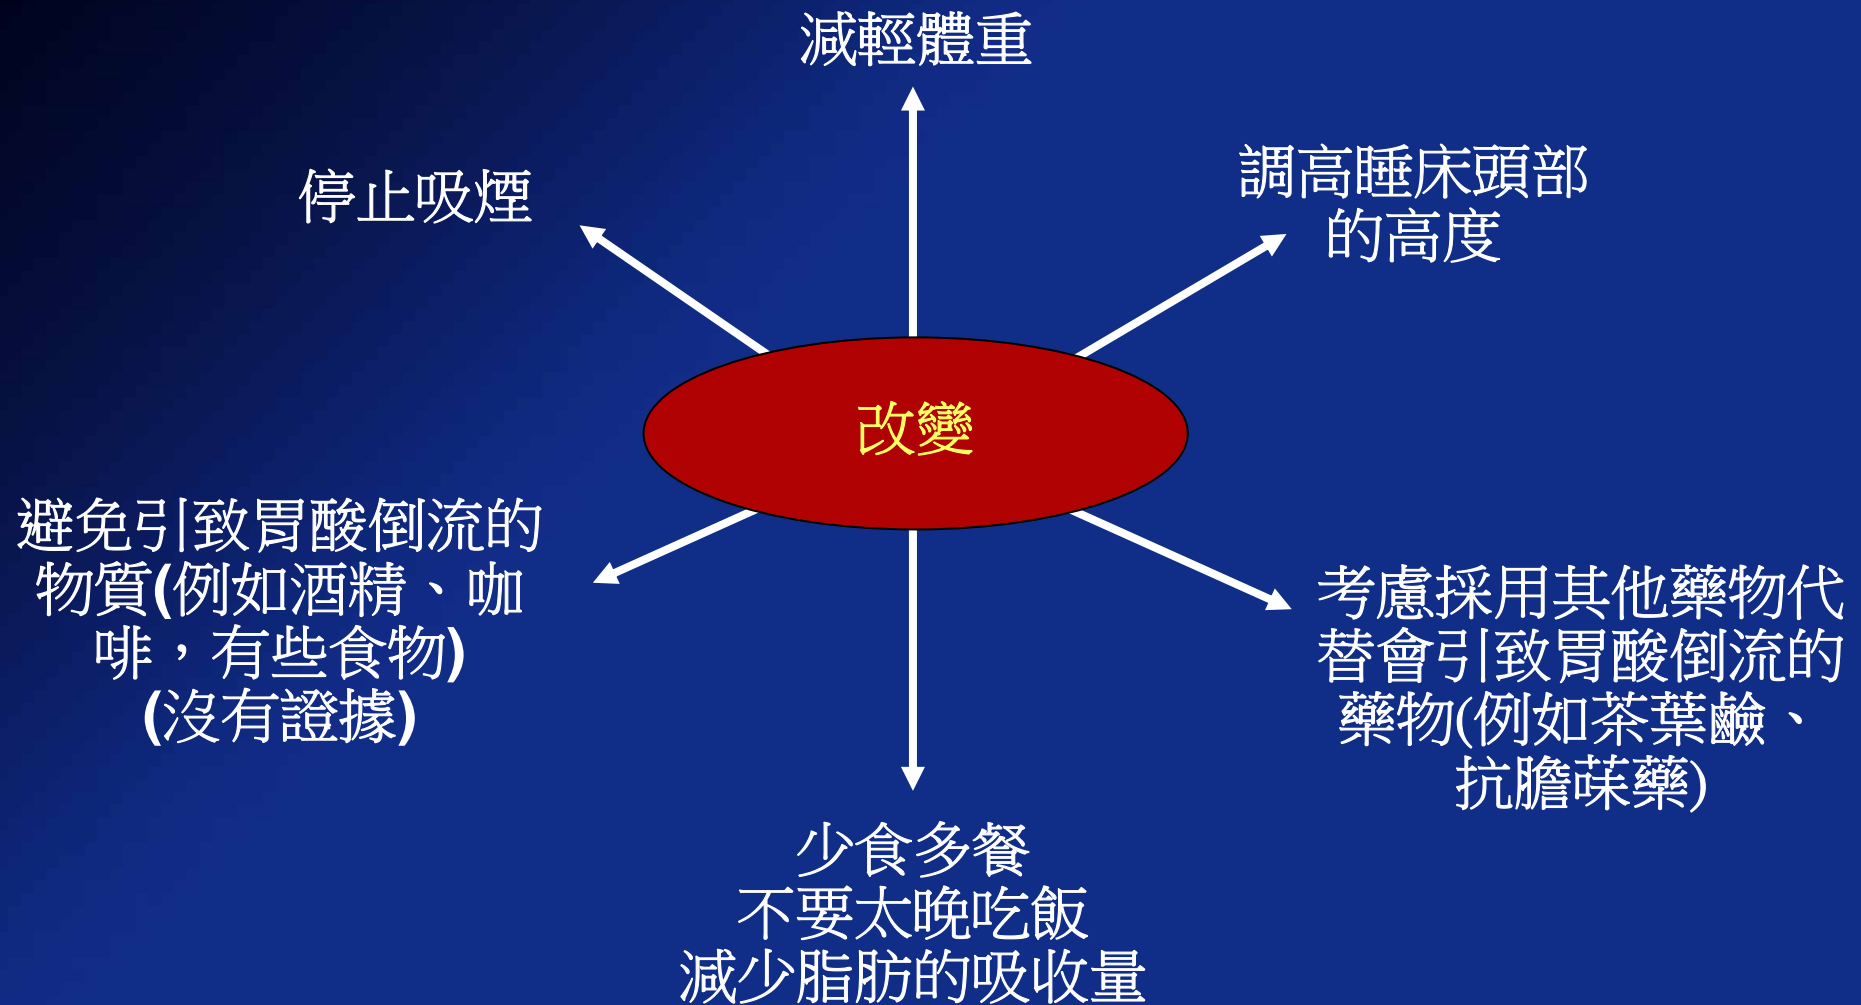 減輕體重
調高睡床頭部
的高度
停止吸煙
改變
避免引致胃酸倒流的
物質(例如酒精、咖
啡，有些食物)
(沒有證據)
考慮採用其他藥物代
替會引致胃酸倒流的
藥物(例如茶葉鹼、
抗膽菋藥)
少食多餐
不要太晚吃飯
減少脂肪的吸收量